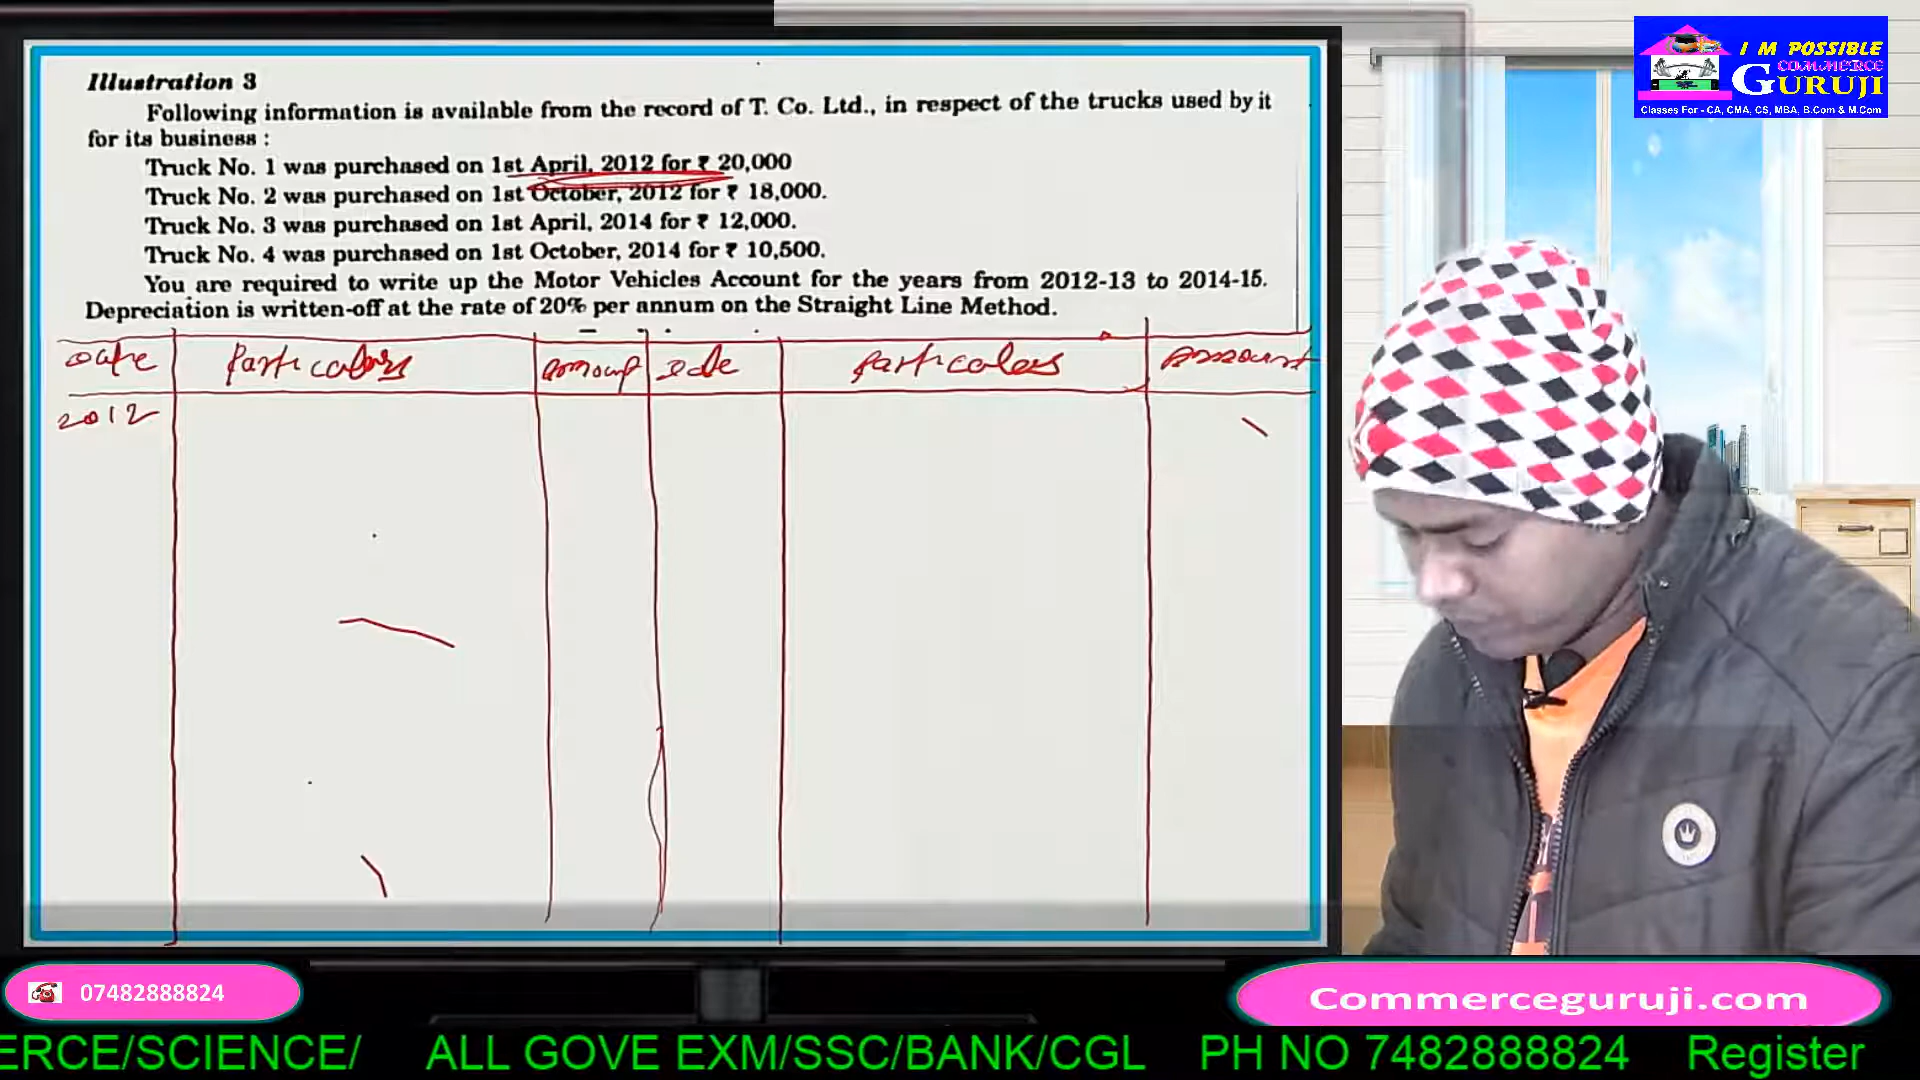 Illustration 3
Following information is available from the record of T. Co. Ltd., in respect of the trucks used by it
for its business :
Truck No. 1 was purchased on 1st April, 2012 for ₹ 20,000
Truck No. 2 was purchased on 1st October, 2012 for ₹ 18,000.
Truck No. 3 was purchased on 1st April, 2014 for ₹ 12,000.
Truck No. 4 was purchased on 1st October, 2014 for ₹ 10,500.
You are required to write up the Motor Vehicles Account for the years from 2012-13 to 2014-15.
Depreciation is written-off at the rate of 20% per annum on the Straight Line Method.
Date Particulars Amount Date Particulars Amount
2012
I M POSSIBLE
COMMERCE
GURUJI
Classes For - CA, CMA, CS, MBA, B.Com & M.Com
07482888824
Commerceguruji.com
ERCE/SCIENCE/ ALL GOVE EXM/SSC/BANK/CGL PH NO 7482888824 Register